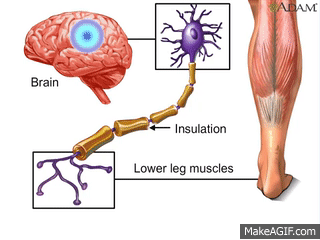 ADAM
Brain
Insulation
Lower leg muscles
MakeAGIF.com